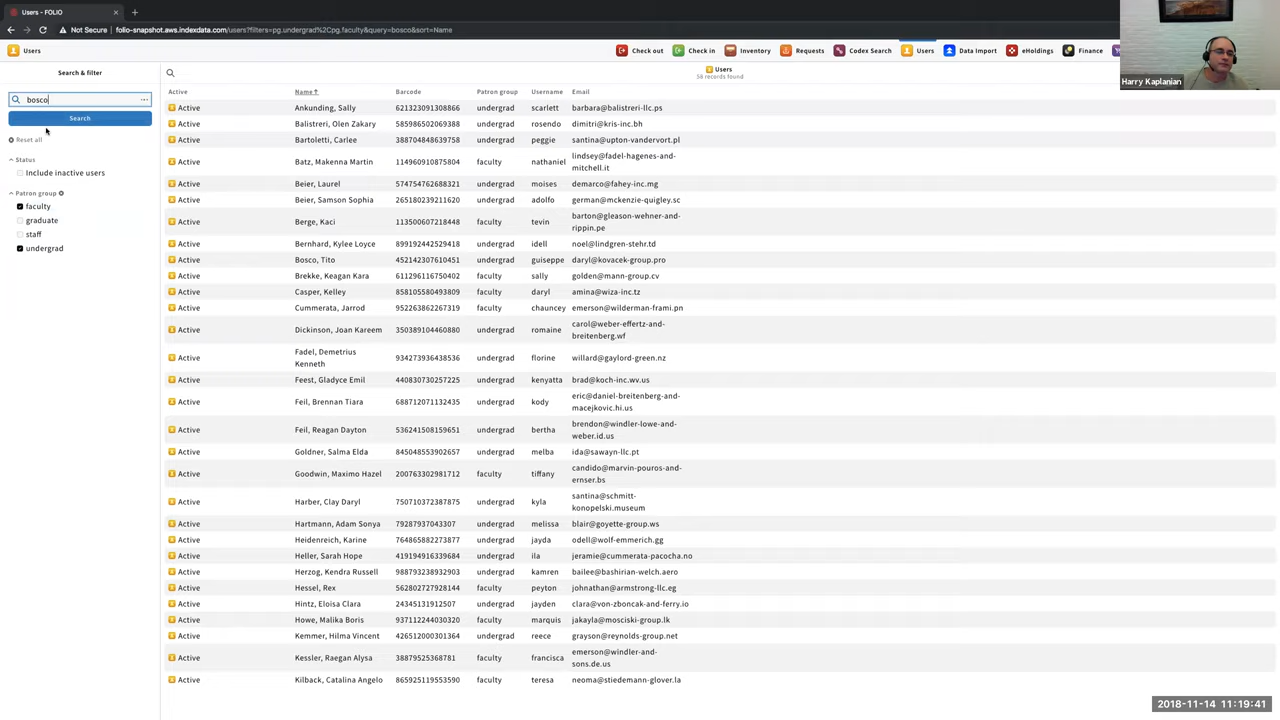 Users - FOLIO
Not Secure folio-snapshot.aws.indexdata.com/users?filters=pg.undergrad%2Cpg.faculty&query=bosco&sort=Name
Users
Check out
Check in
Inventory
Requests
Codex Search
Users
Data Import
eHoldings
Finance
Harry Kaplanian
Search & filter
bosco
Search
Reset all
Status
Include inactive users
Patron group
faculty
graduate
staff
undergrad
Users
58 records found
Active Name Barcode Patron group Username Email
Active Ankunding, Sally 621323091308866 undergrad scarlett barbara@balistreri-llc.ps
Active Balistreri, Olen Zakary 585986502069388 undergrad rosendo dimitri@kris-inc.bh
Active Bartoletti, Carlee 388704848639758 undergrad peggie santina@upton-vandervort.pl
Active Batz, Makenna Martin 114960910875804 faculty nathaniel lindsey@fadel-hagenes-and-
mitchell.it
Active Beier, Laurel 574754762688321 undergrad moises demarco@fahey-inc.mg
Active Beier, Samson Sophia 265180239211620 undergrad adolfo german@mckenzie-quigley.sc
Active Berge, Kaci 113500607218448 faculty tevin barton@gleason-wehner-and-
rippin.pe
Active Bernhard, Kylee Loyce 899192442529418 undergrad idell noel@lindgren-stehr.td
Active Bosco, Tito 452142307610451 undergrad guiseppe daryl@kovacek-group.pro
Active Brekke, Keagan Kara 611296116750402 faculty sally golden@mann-group.cv
Active Casper, Kelley 858105580493809 faculty daryl amina@wiza-inc.tz
Active Cummerata, Jarrod 952263862267319 faculty chauncey emerson@wilderman-frami.pn
Active Dickinson, Joan Kareem 350389104460880 undergrad romaine carol@weber-effertz-and-
breitenberg.wf
Active Fadel, Demetrius
Kenneth 934273936438536 undergrad florine willard@gaylord-green.nz
Active Feest, Gladyce Emil 440830730257225 undergrad kenyatta brad@koch-inc.wv.us
Active Feil, Brennan Tiara 688712071132435 undergrad kody eric@daniel-breitenberg-and-
macejkovic.hi.us
Active Feil, Reagan Dayton 536241508159651 undergrad bertha brendon@windler-lowe-and-
weber.id.us
Active Goldner, Salma Elda 845048553902657 undergrad melba ida@sawayn-llc.pt
Active Goodwin, Maximo Hazel 200763302981712 faculty tiffany candido@marvin-pouros-and-
ernser.bs
Active Harber, Clay Daryl 750710372387875 undergrad kyla santina@schmitt-
konopelski.museum
Active Hartmann, Adam Sonya 79287937043307 undergrad melissa blair@goyette-group.ws
Active Heidenreich, Karine 764865882273877 undergrad jayda odell@wolf-emmerich.gg
Active Heller, Sarah Hope 419194916339684 undergrad ila jeramie@cummerata-pacocha.no
Active Herzog, Kendra Russell 988793238932903 undergrad kamren bailee@bashirian-welch.aero
Active Hessel, Rex 562802727928144 faculty peyton johnathan@armstrong-llc.eg
Active Hintz, Eloisa Clara 24345131912507 undergrad jayden clara@von-zboncak-and-ferry.io
Active Howe, Malika Boris 937112244030320 faculty marquis jakayla@mosciski-group.lk
Active Kemmer, Hilma Vincent 426512000301364 undergrad reece grayson@reynolds-group.net
Active Kessler, Raegan Alysa 38879525368781 faculty francisca emerson@windler-and-
sons.de.us
Active Kilback, Catalina Angelo 865925119553590 faculty teresa neoma@stiedemann-glover.la
2018-11-14 11:19:41